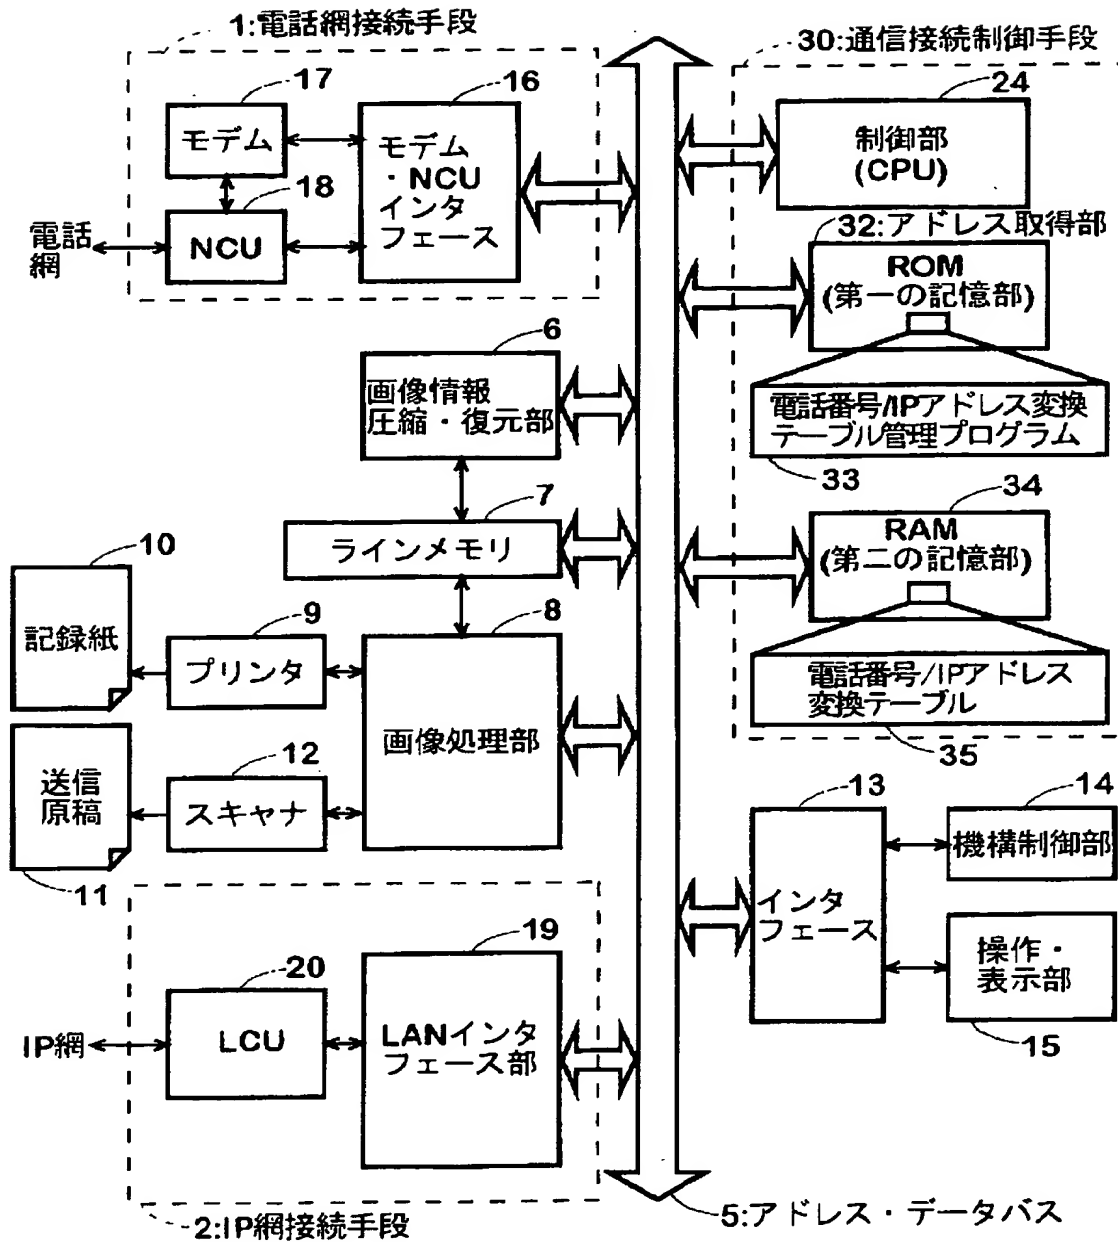 1:電話網接続手段
17
16
モデム
モデム
・NCU
インタ
フェース
18
NCU
電話
網
30:通信接続制御手段
24
制御部
(CPU)
32:アドレス取得部
ROM
(第一の記憶部)
電話番号/IPアドレス変換
テーブル管理プログラム
33
34
RAM
(第二の記憶部)
電話番号/IPアドレス
変換テーブル
35
6
画像情報
圧縮・復元部
7
ラインメモリ
8
画像処理部
10
記録紙
9
プリンタ
12
スキャナ
送信
原稿
11
13
インタ
フェース
14
機構制御部
操作・
表示部
15
19
LANインタ
フェース部
20
LCU
IP網
2:IP網接続手段
5:アドレス・データバス